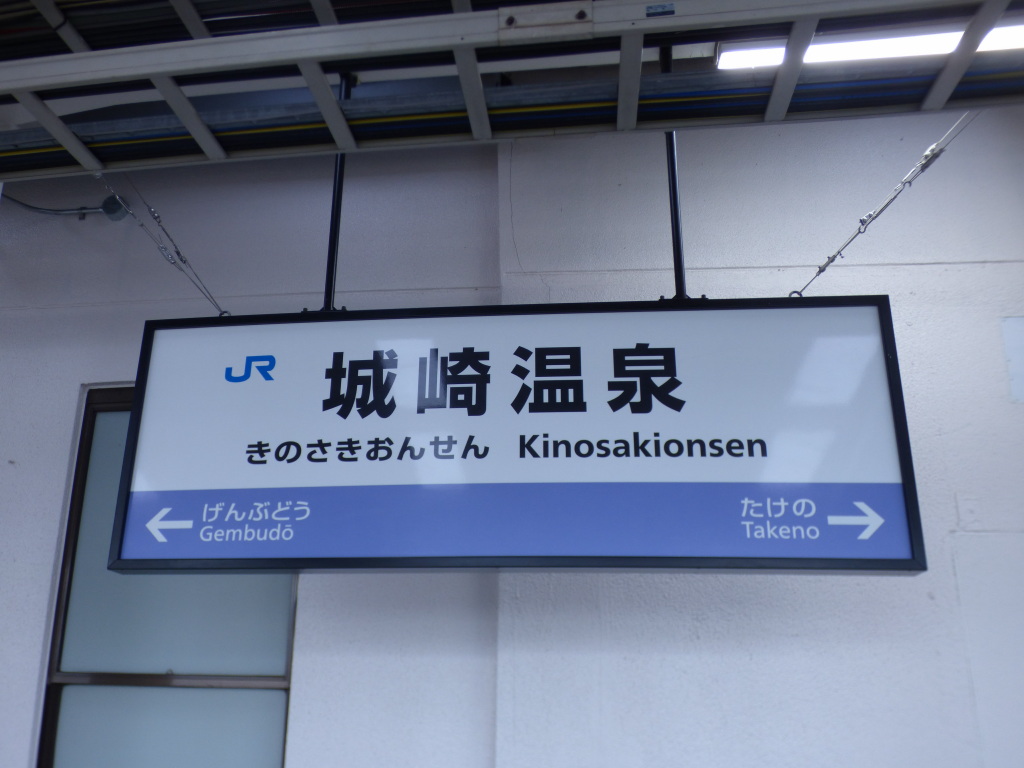 JR 城崎温泉
きのさきおんせん Kinosakionsen
げんぶどう
Gembudō
たけの
Takeno